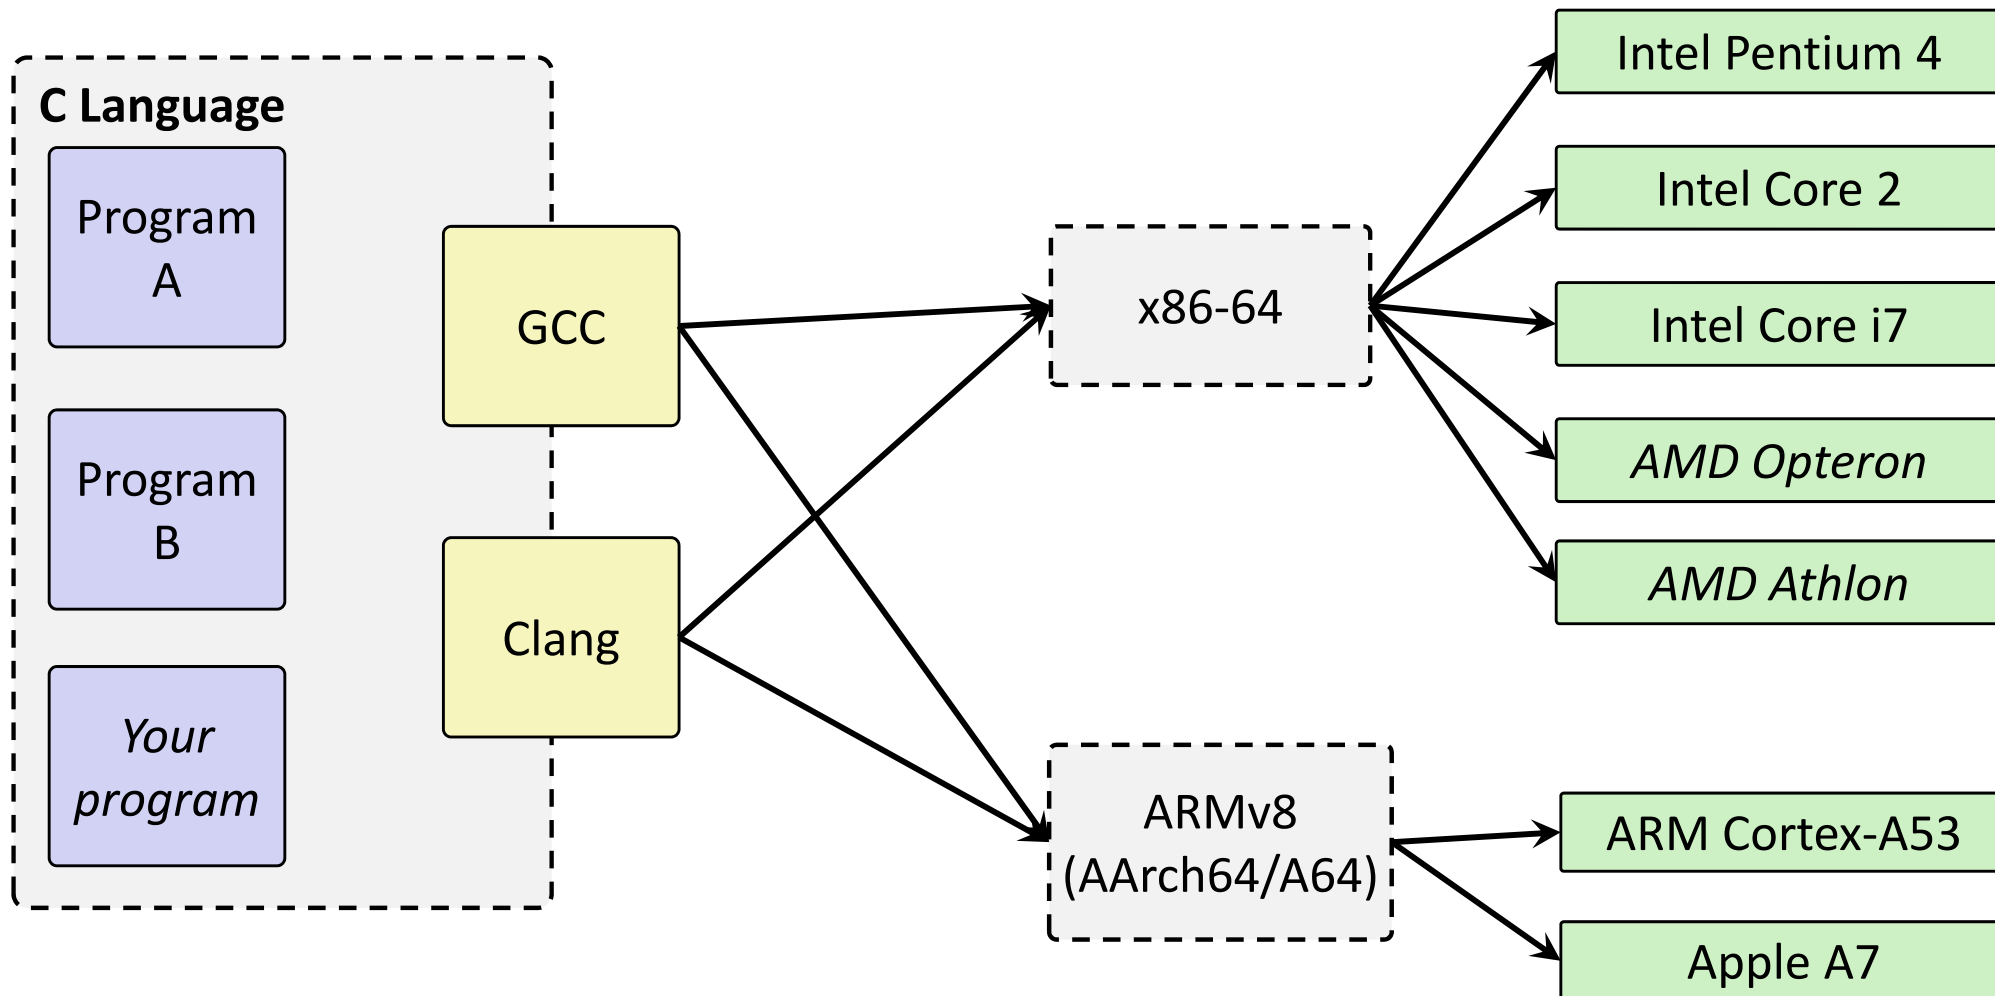 C Language
Program
A
Program
B
Your
program
GCC
Clang
x86-64
ARMv8
(AArch64/A64)
Intel Pentium 4
Intel Core 2
Intel Core i7
AMD Opteron
AMD Athlon
ARM Cortex-A53
Apple A7